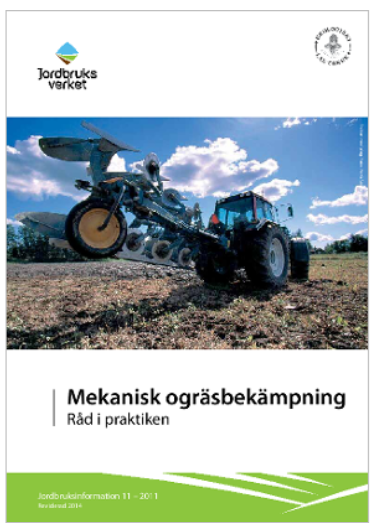 Jordbruks
verket
Mekanisk ogräsbekämpning
Råd i praktiken
Jordbruksinformation 11 – 2011
Reviderad 2014